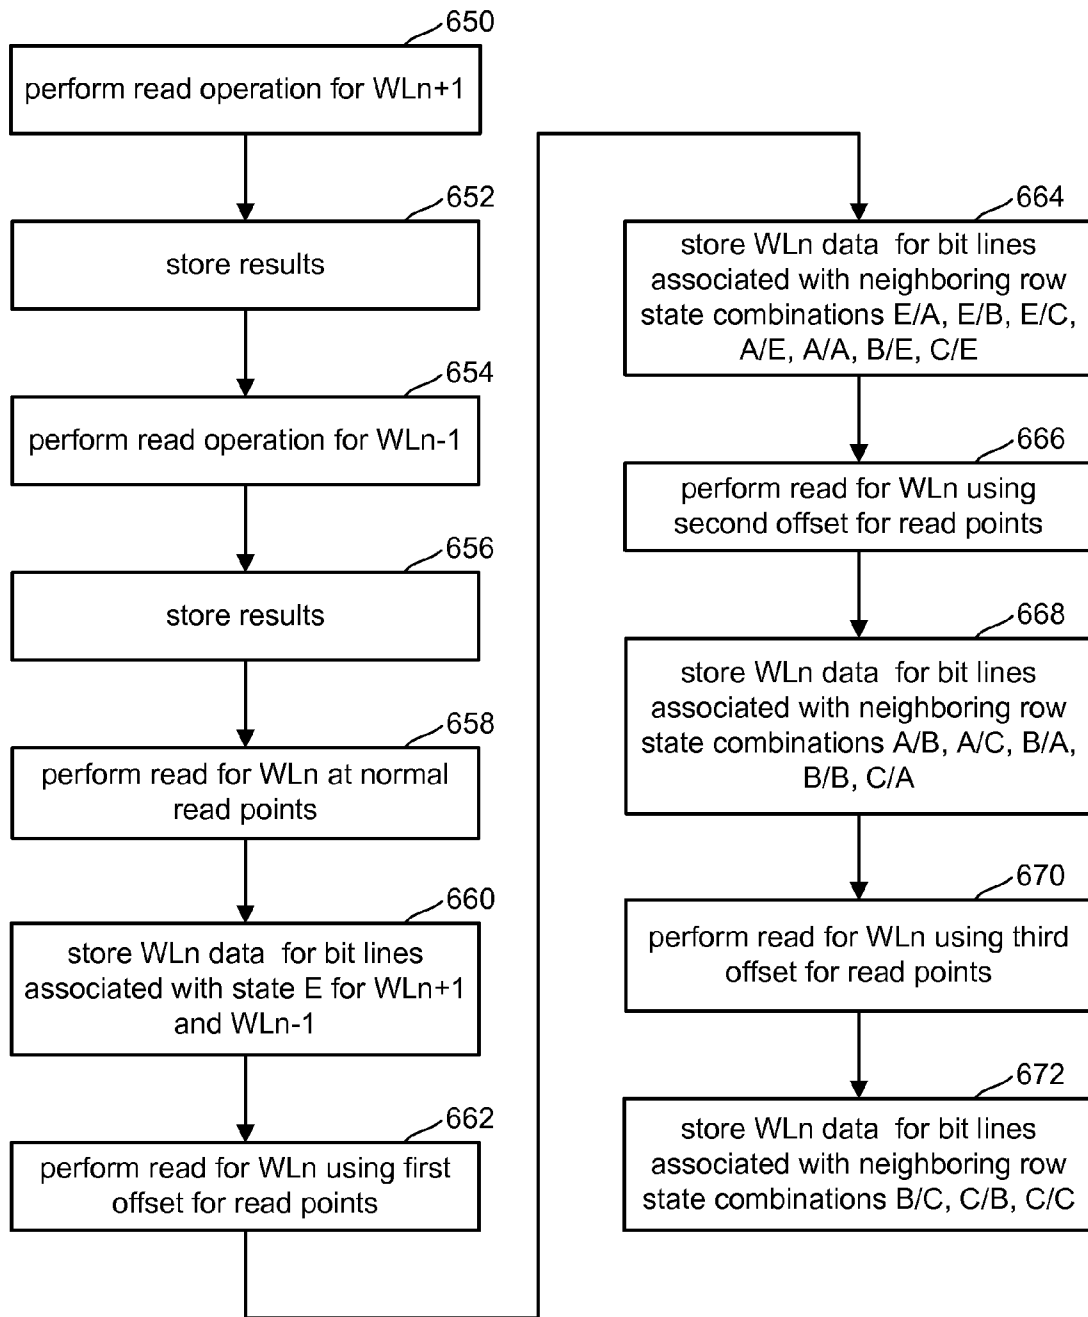 650
perform read operation for WLn+1
652
store results
654
perform read operation for WLn-1
656
store results
658
perform read for WLn at normal
read points
660
store WLn data for bit lines
associated with state E for WLn+1
and WLn-1
662
perform read for WLn using first
offset for read points
664
store WLn data for bit lines
associated with neighboring row
state combinations E/A, E/B, E/C,
A/E, A/A, B/E, C/E
666
perform read for WLn using
second offset for read points
668
store WLn data for bit lines
associated with neighboring row
state combinations A/B, A/C, B/A,
B/B, C/A
670
perform read for WLn using third
offset for read points
672
store WLn data for bit lines
associated with neighboring row
state combinations B/C, C/B, C/C